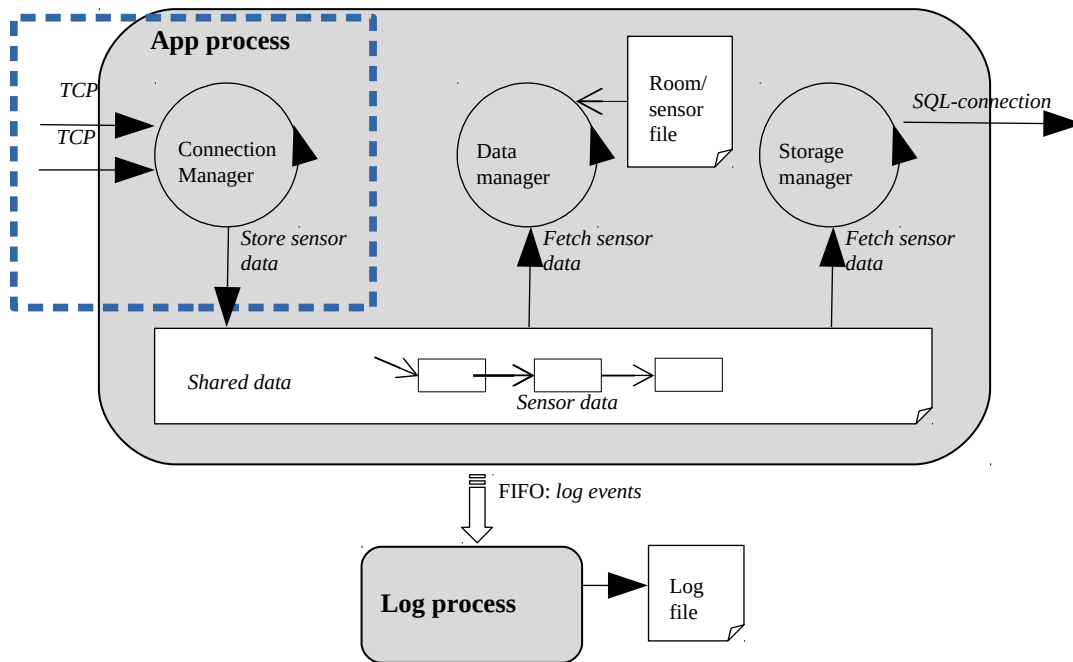 App process
TCP
TCP
Connection
Manager
Data
manager
Room/
sensor
file
Storage
manager
SQL-connection
Store sensor
data
Fetch sensor
data
Fetch sensor
data
Shared data
Sensor data
FIFO: log events
Log process
Log
file